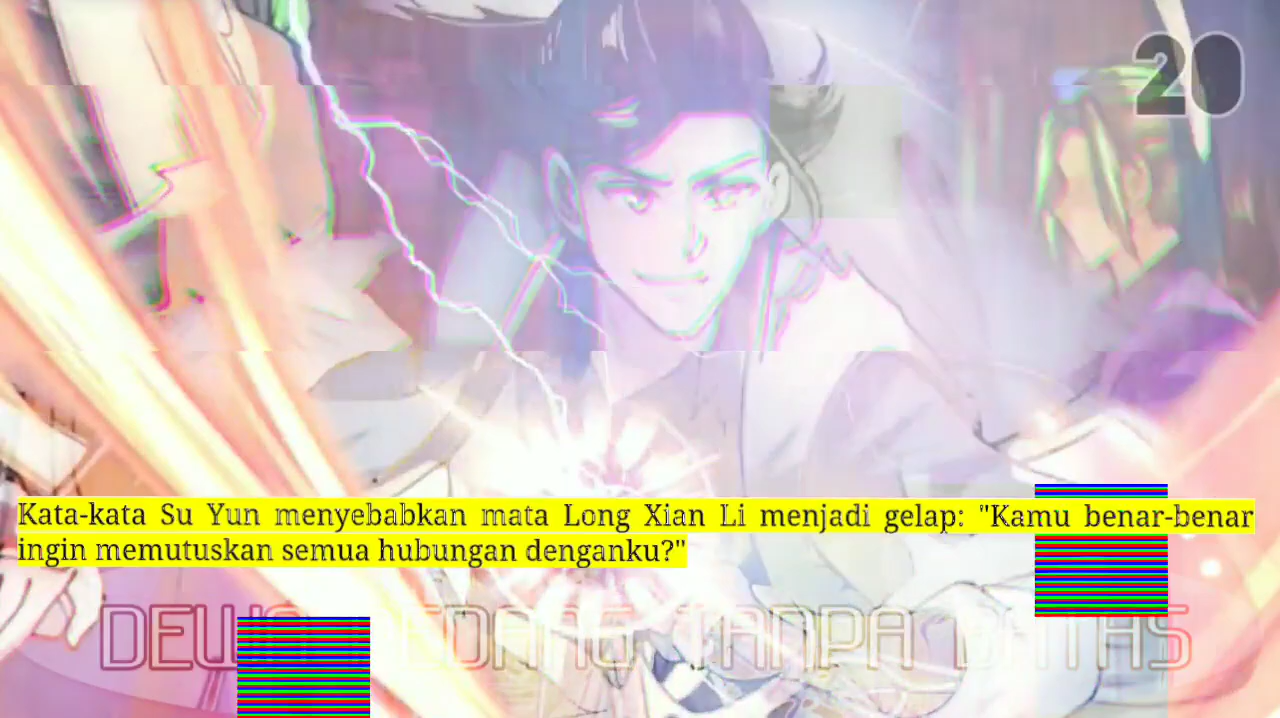 20
Kata-kata Su Yun menyebabkan mata Long Xian Li menjadi gelap: "Kamu benar-benar
ingin memutuskan semua hubungan denganku?"
TANPA